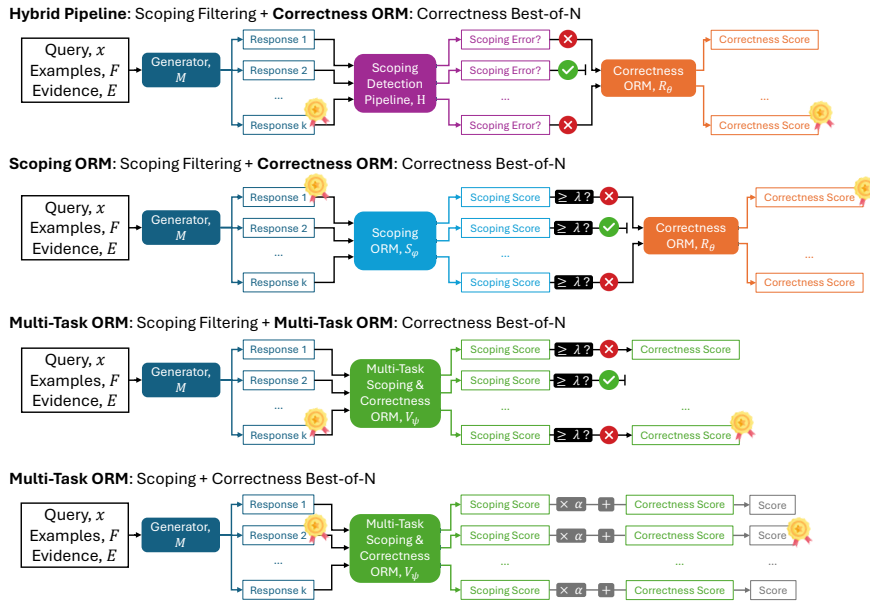 Hybrid Pipeline: Scoping Filtering + Correctness ORM: Correctness Best-of-N
Query, x
Examples, F
Evidence, E
Generator,
M
Response 1
Response 2
...
Response k
Scoping
Detection
Pipeline, H
Scoping Error?
Scoping Error?
...
Scoping Error?
Correctness
ORM, R_θ
Correctness Score
...
Correctness Score
Scoping ORM: Scoping Filtering + Correctness ORM: Correctness Best-of-N
Query, x
Examples, F
Evidence, E
Generator,
M
Response 1
Response 2
...
Response k
Scoping
ORM, S_φ
Scoping Score ≥ λ ?
Scoping Score ≥ λ ?
...
Scoping Score ≥ λ ?
Correctness
ORM, R_θ
Correctness Score
...
Correctness Score
Multi-Task ORM: Scoping Filtering + Multi-Task ORM: Correctness Best-of-N
Query, x
Examples, F
Evidence, E
Generator,
M
Response 1
Response 2
...
Response k
Multi-Task
Scoping &
Correctness
ORM, V_ψ
Scoping Score ≥ λ ? Correctness Score
Scoping Score ≥ λ ?
... ...
Scoping Score ≥ λ ? Correctness Score
Multi-Task ORM: Scoping + Correctness Best-of-N
Query, x
Examples, F
Evidence, E
Generator,
M
Response 1
Response 2
...
Response k
Multi-Task
Scoping &
Correctness
ORM, V_ψ
Scoping Score × α + Correctness Score Score
Scoping Score × α + Correctness Score Score
... ... ...
Scoping Score × α + Correctness Score Score